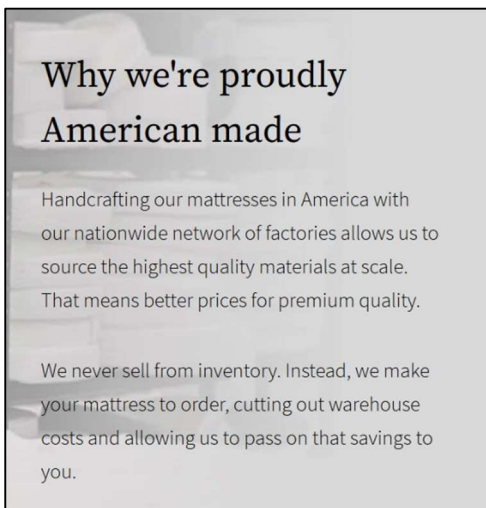 Why we're proudly
American made
Handcrafting our mattresses in America with
our nationwide network of factories allows us to
source the highest quality materials at scale.
That means better prices for premium quality.
We never sell from inventory. Instead, we make
your mattress to order, cutting out warehouse
costs and allowing us to pass on that savings to
you.